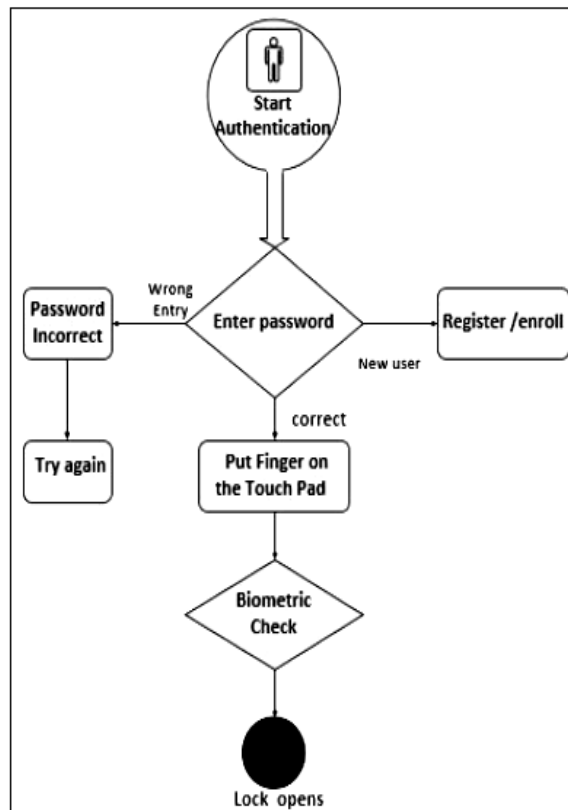 Start
Authentication
Wrong
Entry
Password
Incorrect
Enter password
Register /enroll
New user
correct
Try again
Put Finger on
the Touch Pad
Biometric
Check
Lock opens